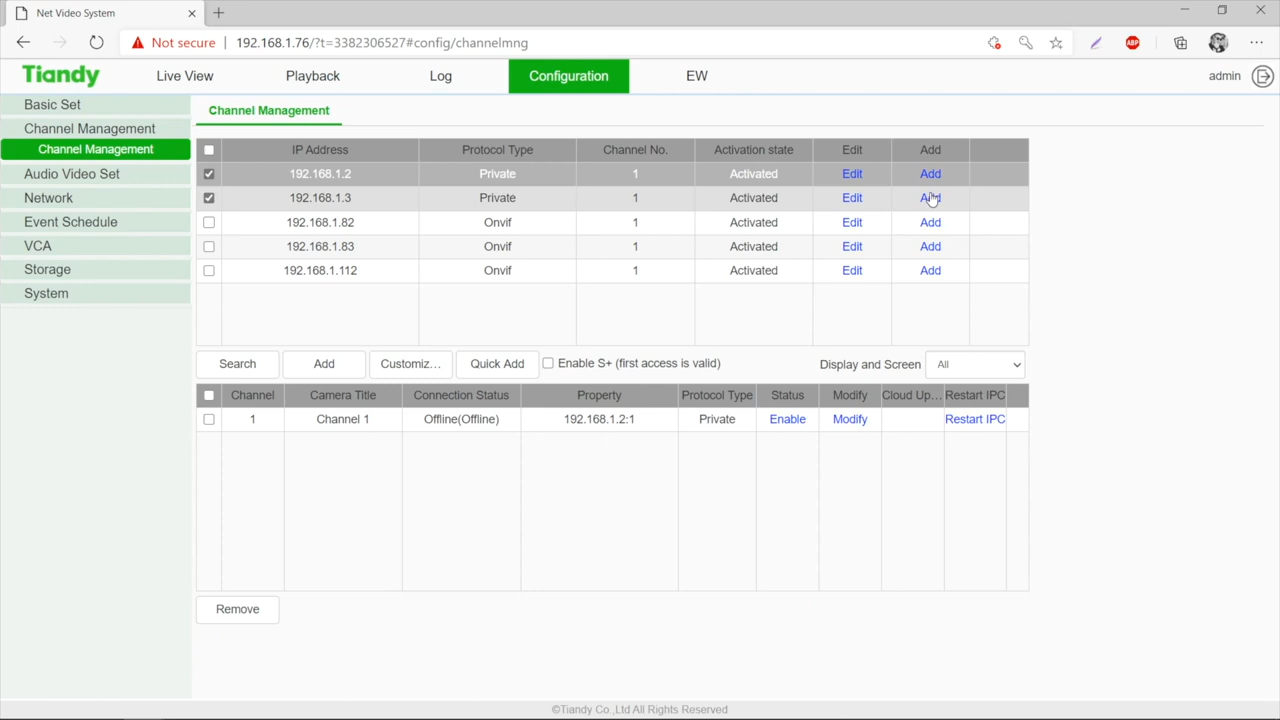 Net Video System
Not secure
192.168.1.76/?t=3382306527#config/channelmng
ABP
Tiandy
Live View
Playback
Log
Configuration
EW
admin
Basic Set
Channel Management
Channel Management
Audio Video Set
Network
Event Schedule
VCA
Storage
System
Channel Management
IP Address Protocol Type Channel No. Activation state Edit Add
192.168.1.2 Private 1 Activated Edit Add
192.168.1.3 Private 1 Activated Edit Add
192.168.1.82 Onvif 1 Activated Edit Add
192.168.1.83 Onvif 1 Activated Edit Add
192.168.1.112 Onvif 1 Activated Edit Add
Search Add Customiz... Quick Add Enable S+ (first access is valid) Display and Screen All
Channel Camera Title Connection Status Property Protocol Type Status Modify Cloud Up... Restart IPC
1 Channel 1 Offline(Offline) 192.168.1.2:1 Private Enable Modify Restart IPC
Remove
©Tiandy Co.,Ltd All Rights Reserved